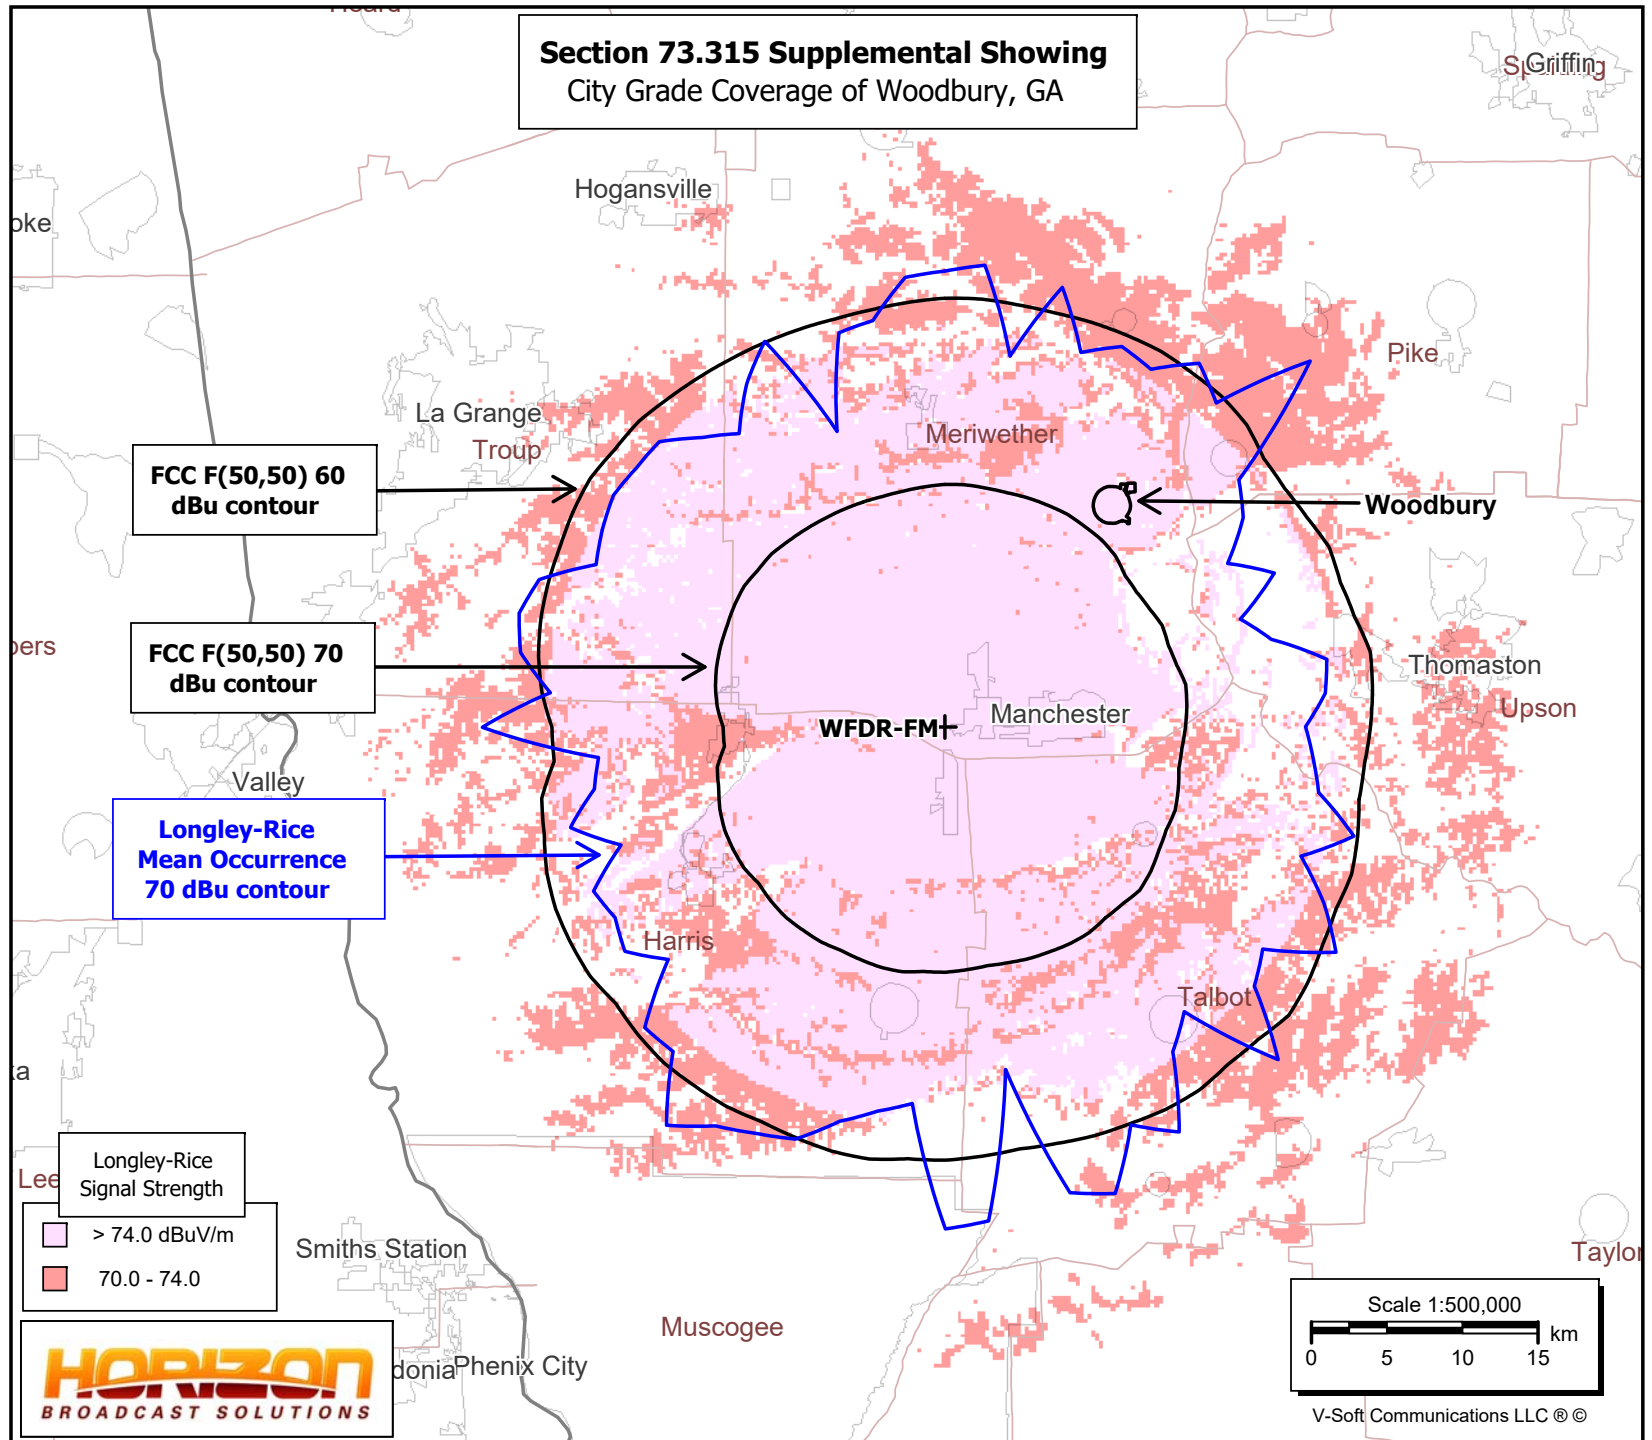 Section 73.315 Supplemental Showing
City Grade Coverage of Woodbury, GA
Griffin
Hogansville
oke
Pike
La Grange
Troup
Meriwether
FCC F(50,50) 60
dBu contour
Woodbury
FCC F(50,50) 70
dBu contour
Thomaston
Upson
Manchester
WFDR-FM
Valley
Longley-Rice
Mean Occurrence
70 dBu contour
Harris
Talbot
Longley-Rice
Signal Strength
Lee
> 74.0 dBuV/m
70.0 - 74.0
Smiths Station
Taylor
Muscogee
Scale 1:500,000
km
0 5 10 15
HORIZON
BROADCAST SOLUTIONS
donia
Phenix City
V-Soft Communications LLC ® ©